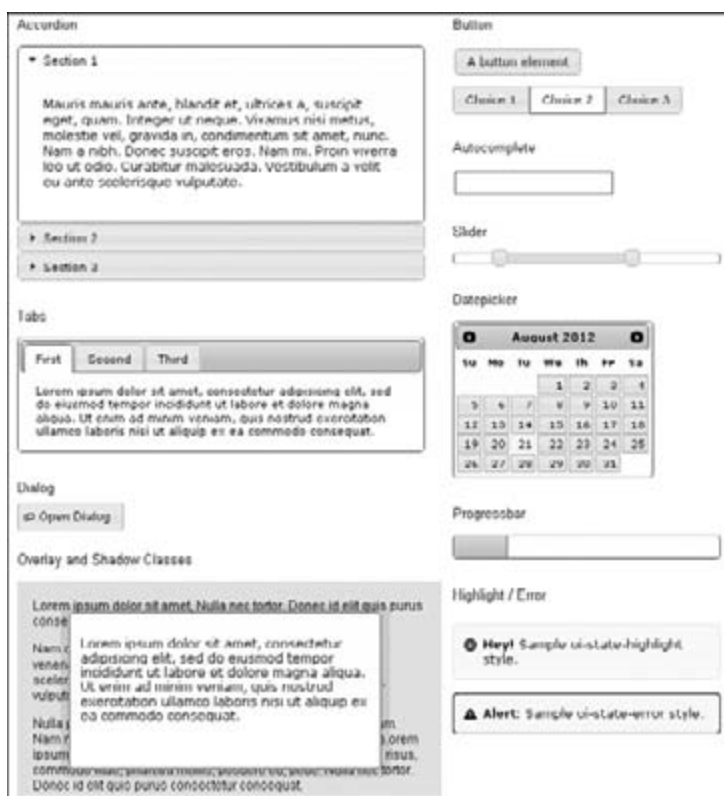 Accordion
Section 1
Mauris mauris ante, blandit et, ultrices a, suscipit
eget, quam. Integer ut neque. Vivamus nisi metus,
molestie vel, gravida in, condimentum sit amet, nunc.
Nam a nibh. Donec suscipit eros. Nam mi. Proin viverra
leo ut odio. Curabitur malesuada. Vestibulum a velit
eu ante scelerisque vulputate.
Section 2
Section 3
Tabs
First Second Third
Lorem ipsum dolor sit amet, consectetur adipisicing elit, sed
do eiusmod tempor incididunt ut labore et dolore magna
aliqua. Ut enim ad minim veniam, quis nostrud exercitation
ullamco laboris nisi ut aliquip ex ea commodo consequat.
Dialog
Open Dialog
Overlay and Shadow Classes
Lorem ipsum dolor sit amet, Nulla nec tortor. Donec id elit quis purus
conse
Nam
venen
sceler
vulput
Nulla
Nam
ipsum
Lorem ipsum dolor sit amet, consectetur
adipisicing elit, sed do eiusmod tempor
incididunt ut labore et dolore magna aliqua.
Ut enim ad minim veniam, quis nostrud
exercitation ullamco laboris nisi ut aliquip ex
ea commodo consequat.
risus,
tortor.
Donec id elit quis purus consectetur consequat.
Button
A button element
Choice 1 Choice 2 Choice 3
Autocomplete
Slider
Datepicker
August 2012
Su Mo Tu We Th Fr Sa
1 2 3 4
5 6 7 8 9 10 11
12 13 14 15 16 17 18
19 20 21 22 23 24 25
26 27 28 29 30 31
Progressbar
Highlight / Error
Hey! Sample ui-state-highlight
style.
Alert: Sample ui-state-error style.